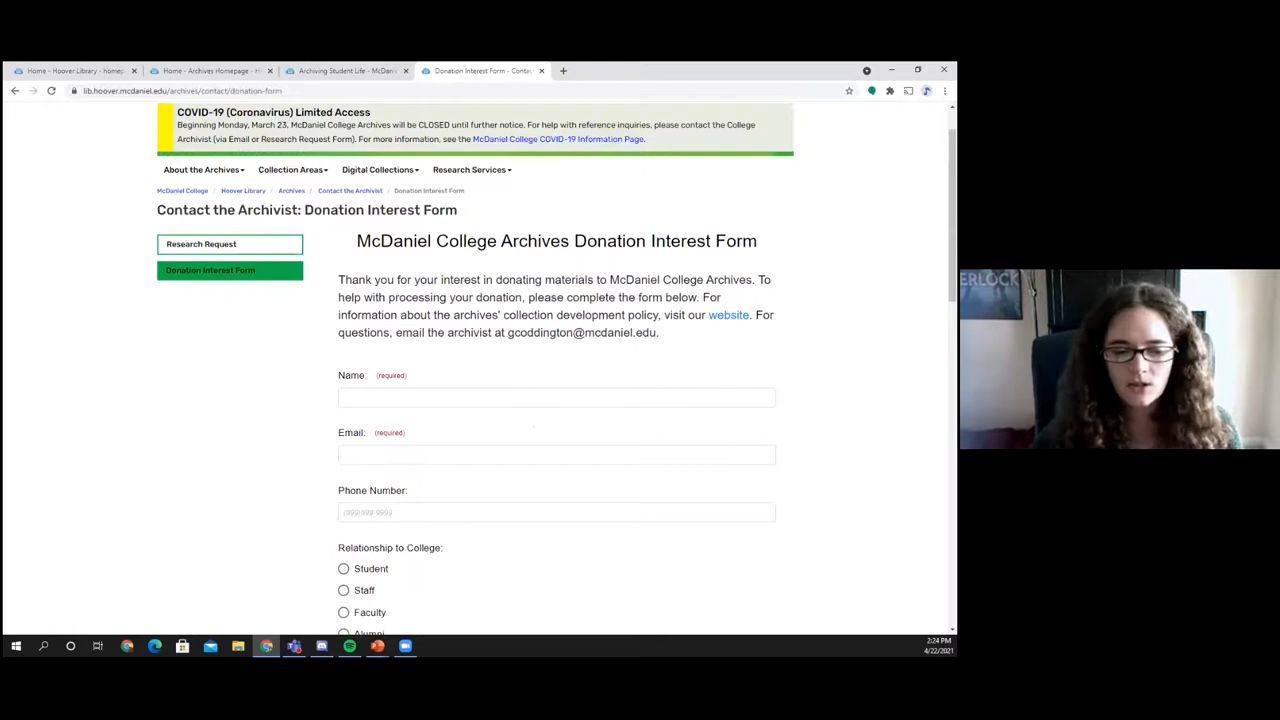 Home - Hoover Library - homep
Home - Archives Homepage - H
Archiving Student Life - McDani
Donation Interest Form - Contac
lib.hoover.mcdaniel.edu/archives/contact/donation-form
COVID-19 (Coronavirus) Limited Access
Beginning Monday, March 23, McDaniel College Archives will be CLOSED until further notice. For help with reference inquiries, please contact the College
Archivist (via Email or Research Request Form). For more information, see the McDaniel College COVID-19 Information Page.
About the Archives
Collection Areas
Digital Collections
Research Services
McDaniel College / Hoover Library / Archives / Contact the Archivist / Donation Interest Form
Contact the Archivist: Donation Interest Form
Research Request
Donation Interest Form
McDaniel College Archives Donation Interest Form
Thank you for your interest in donating materials to McDaniel College Archives. To
help with processing your donation, please complete the form below. For
information about the archives' collection development policy, visit our website. For
questions, email the archivist at gcoddington@mcdaniel.edu.
Name: (required)
Email: (required)
Phone Number:
(999)999-9999
Relationship to College:
Student
Staff
Faculty
Alumni
ERLOCK
2:24 PM
4/22/2021